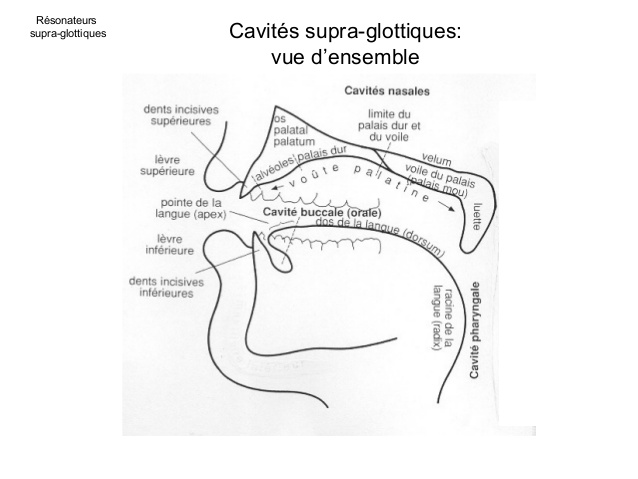 Résonateurs
supra-glottiques
Cavités supra-glottiques:
vue d’ensemble
Cavités nasales
dents incisives
supérieures
os
palatal
palatum
limite du
palais dur et
du voile
lèvre
supérieure
alvéoles
palais dur
velum
voile du palais
(palais mou)
voûte palatine
luette
pointe de la
langue (apex)
Cavité buccale (orale)
dos de la langue (dorsum)
lèvre
inférieure
dents incisives
inférieures
racine de la
langue (radix)
Cavité pharyngale